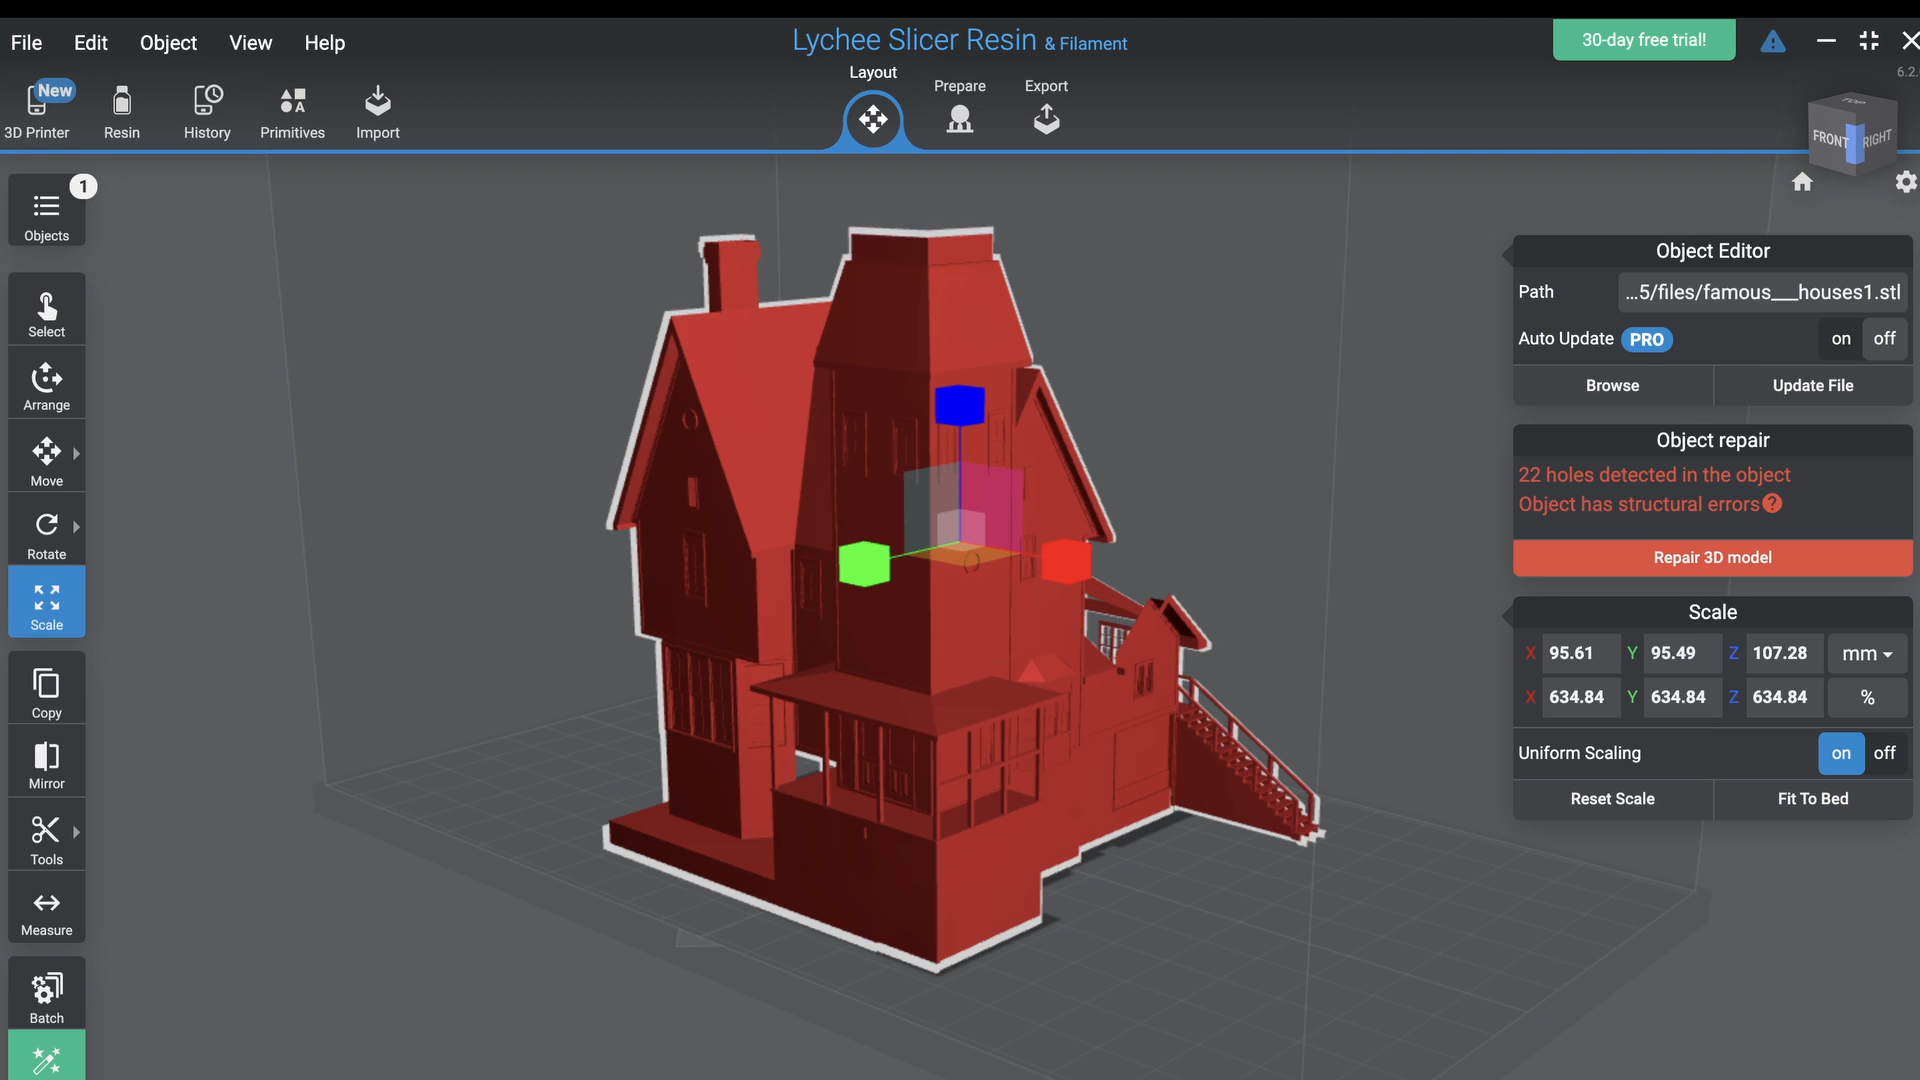 File Edit Object View Help
Lychee Slicer Resin & Filament
30-day free trial!
6.2.
New
3D Printer
Resin
History
Primitives
Import
Layout
Prepare
Export
TOP
FRONT
RIGHT
1
Objects
Select
Arrange
Move
Rotate
Scale
Copy
Mirror
Tools
Measure
Batch
Object Editor
Path ...5/files/famous___houses1.stl
Auto Update PRO on off
Browse Update File
Object repair
22 holes detected in the object
Object has structural errors ?
Repair 3D model
Scale
X 95.61 Y 95.49 Z 107.28 mm
X 634.84 Y 634.84 Z 634.84 %
Uniform Scaling on off
Reset Scale Fit To Bed